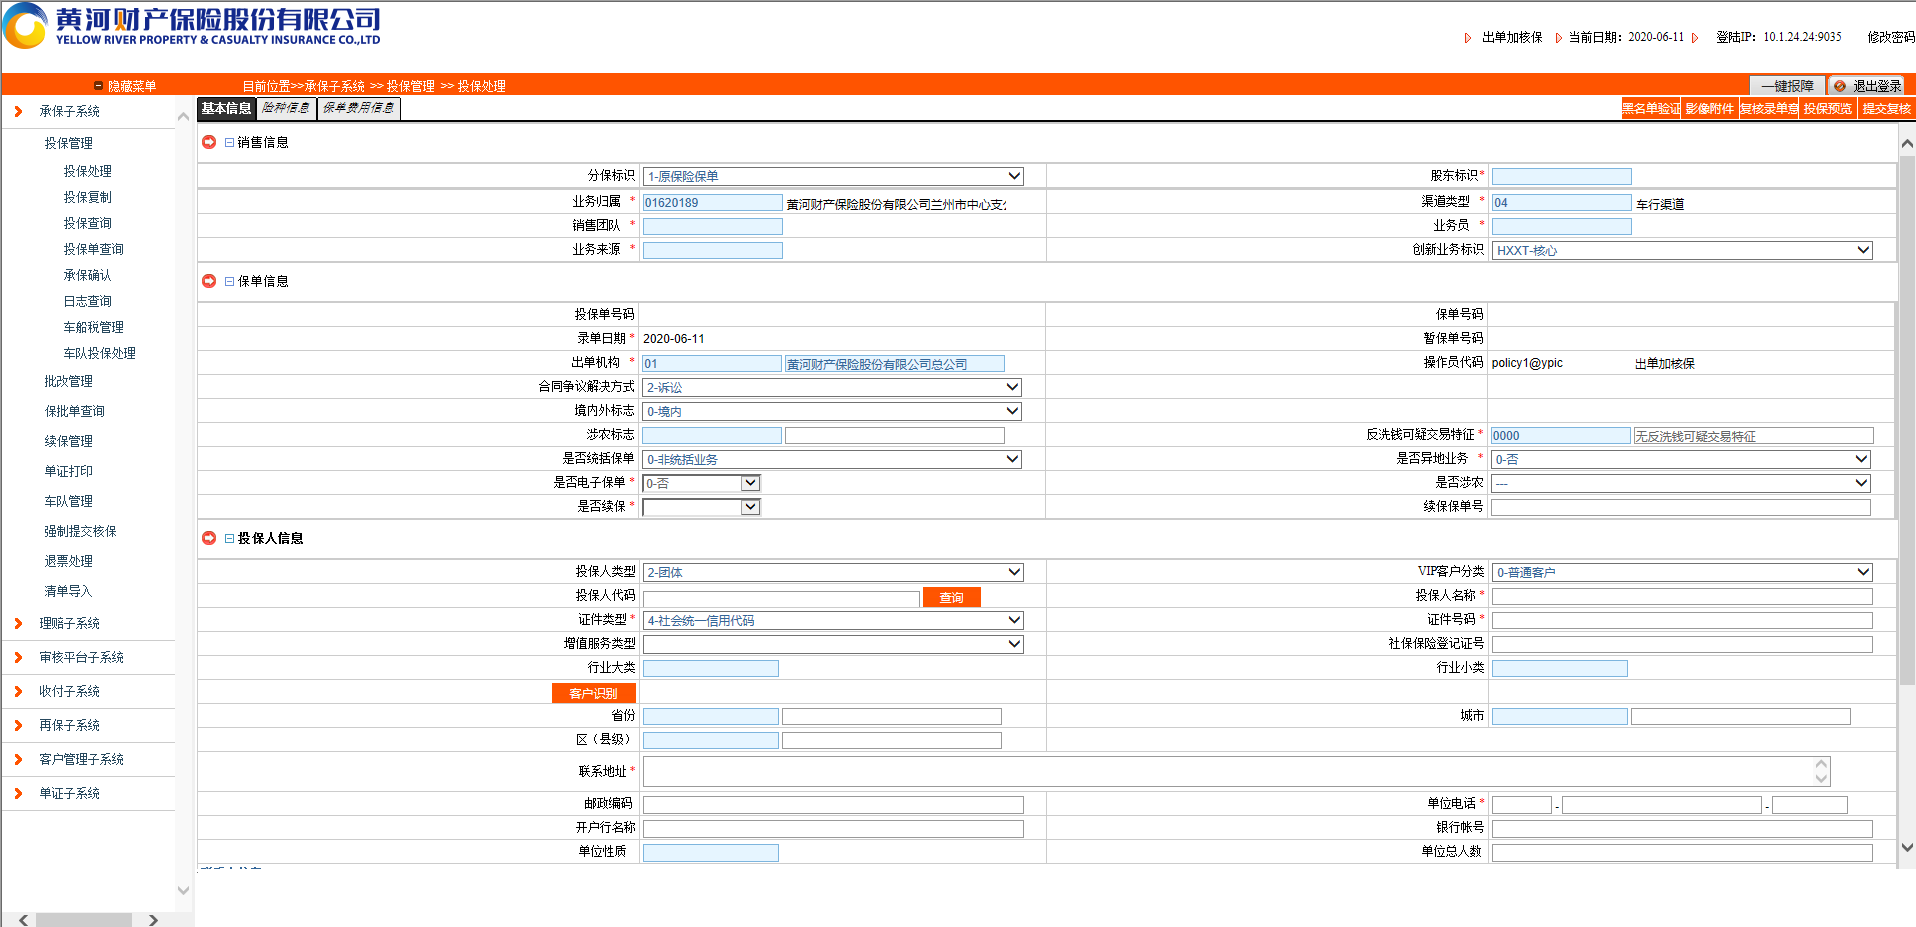 黄河财产保险股份有限公司
YELLOW RIVER PROPERTY & CASUALTY INSURANCE CO.,LTD
出单加核保 当前日期：2020-06-11 登陆IP：10.1.24.24:9035 修改密码
隐藏菜单 目前位置>>承保子系统 >> 投保管理 >> 投保处理 一键报障 退出登录
基本信息 险种信息 保单费用信息 黑名单验证 影像附件 复核录单意 投保预览 提交复核
承保子系统
投保管理
投保处理
投保复制
投保查询
投保单查询
承保确认
日志查询
车船税管理
车队投保处理
批改管理
保批单查询
续保管理
单证打印
车队管理
强制提交核保
退票处理
清单导入
理赔子系统
审核平台子系统
收付子系统
再保子系统
客户管理子系统
单证子系统
销售信息
分保标识 1-原保险保单 股东标识*
业务归属 * 01620189 黄河财产保险股份有限公司兰州市中心支 渠道类型 * 04 车行渠道
销售团队 * 业务员 *
业务来源 * 创新业务标识 HXXT-核心
保单信息
投保单号码 保单号码
录单日期* 2020-06-11 暂保单号码
出单机构 * 01 黄河财产保险股份有限公司总公司 操作员代码 policy1@ypic 出单加核保
合同争议解决方式 2-诉讼
境内外标志 0-境内
涉农标志 反洗钱可疑交易特征* 0000 无反洗钱可疑交易特征
是否统括保单 0-非统括业务 是否异地业务 * 0-否
是否电子保单* 0-否 是否涉农 ---
是否续保* 续保保单号
投保人信息
投保人类型 2-团体 VIP客户分类 0-普通客户
投保人代码 查询 投保人名称*
证件类型* 4-社会统一信用代码 证件号码*
增值服务类型 社保保险登记证号
行业大类 行业小类
客户识别
省份 城市
区（县级）
联系地址*
邮政编码 单位电话* - -
开户行名称 银行帐号
单位性质 单位总人数